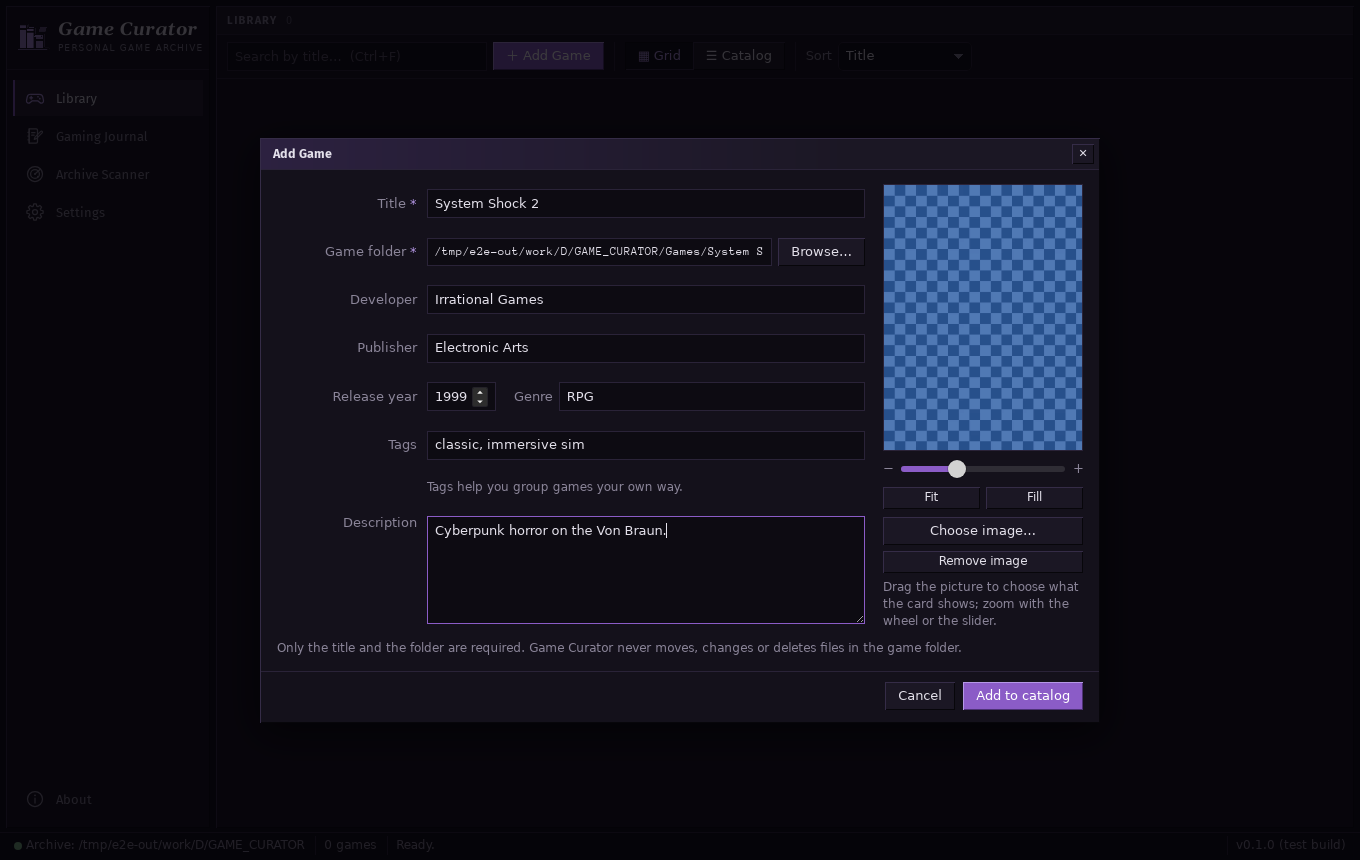 Game Curator
PERSONAL GAME ARCHIVE
Library
Gaming Journal
Archive Scanner
Settings
About
LIBRARY 0
Search by title... (Ctrl+F)
+ Add Game
Grid
Catalog
Sort
Title
Add Game
Title *
System Shock 2
Game folder *
/tmp/e2e-out/work/D/GAME_CURATOR/Games/System S
Browse...
Developer
Irrational Games
Publisher
Electronic Arts
Release year
1999
Genre
RPG
Tags
classic, immersive sim
Tags help you group games your own way.
Description
Cyberpunk horror on the Von Braun.
− +
Fit
Fill
Choose image...
Remove image
Drag the picture to choose what
the card shows; zoom with the
wheel or the slider.
Only the title and the folder are required. Game Curator never moves, changes or deletes files in the game folder.
Cancel
Add to catalog
Archive: /tmp/e2e-out/work/D/GAME_CURATOR
0 games
Ready.
v0.1.0 (test build)